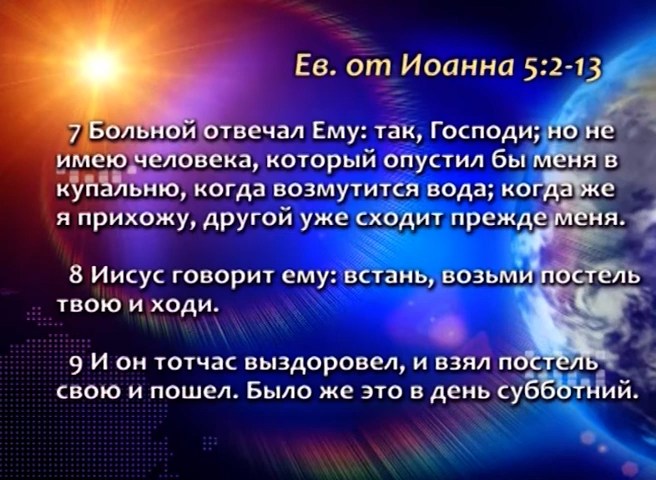 Ев. от Иоанна 5:2-13
7 Больной отвечал Ему: так, Господи; но не
имею человека, который опустил бы меня в
купальню, когда возмутится вода; когда же
я прихожу, другой уже сходит прежде меня.
8 Иисус говорит ему: встань, возьми постель
твою и ходи.
9 И он тотчас выздоровел, и взял постель
свою и пошел. Было же это в день субботний.